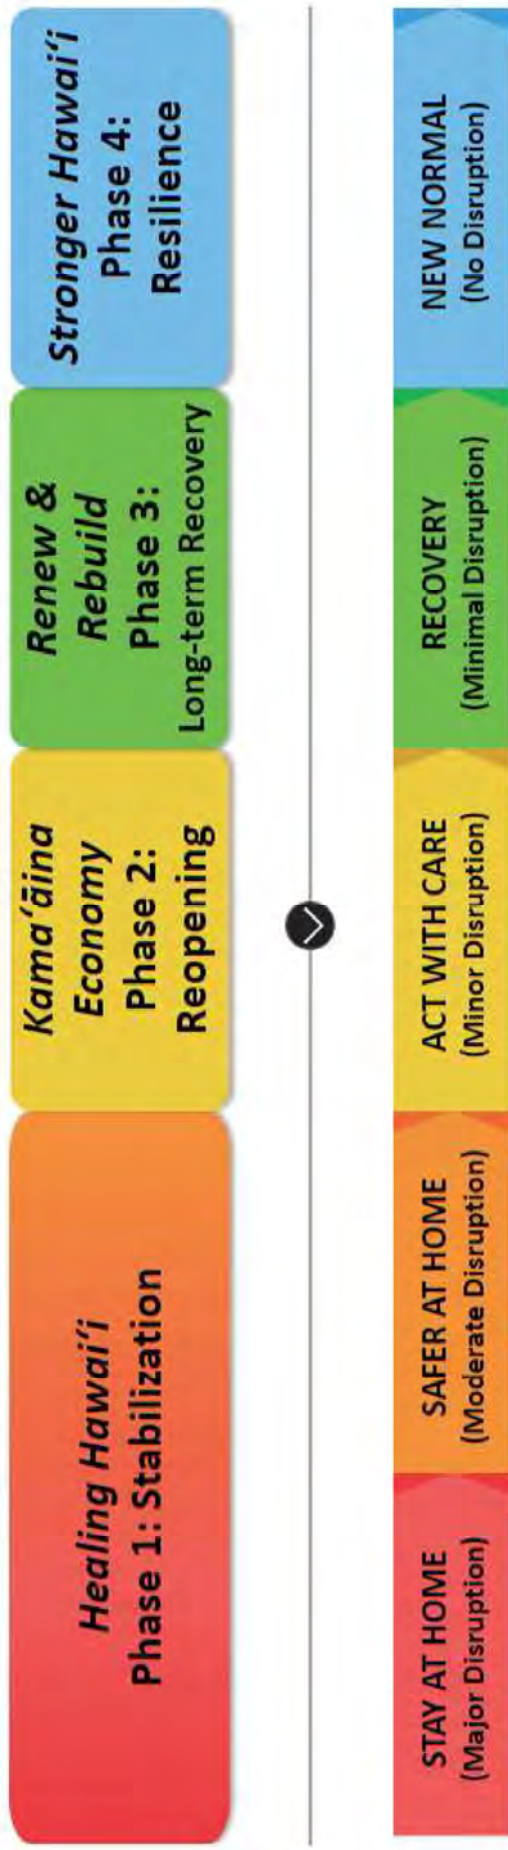 Healing Hawai‘i
Phase 1: Stabilization
Kama‘āina
Economy
Phase 2:
Reopening
Renew &
Rebuild
Phase 3:
Long-term Recovery
Stronger Hawai‘i
Phase 4:
Resilience
STAY AT HOME
(Major Disruption)
SAFER AT HOME
(Moderate Disruption)
ACT WITH CARE
(Minor Disruption)
RECOVERY
(Minimal Disruption)
NEW NORMAL
(No Disruption)